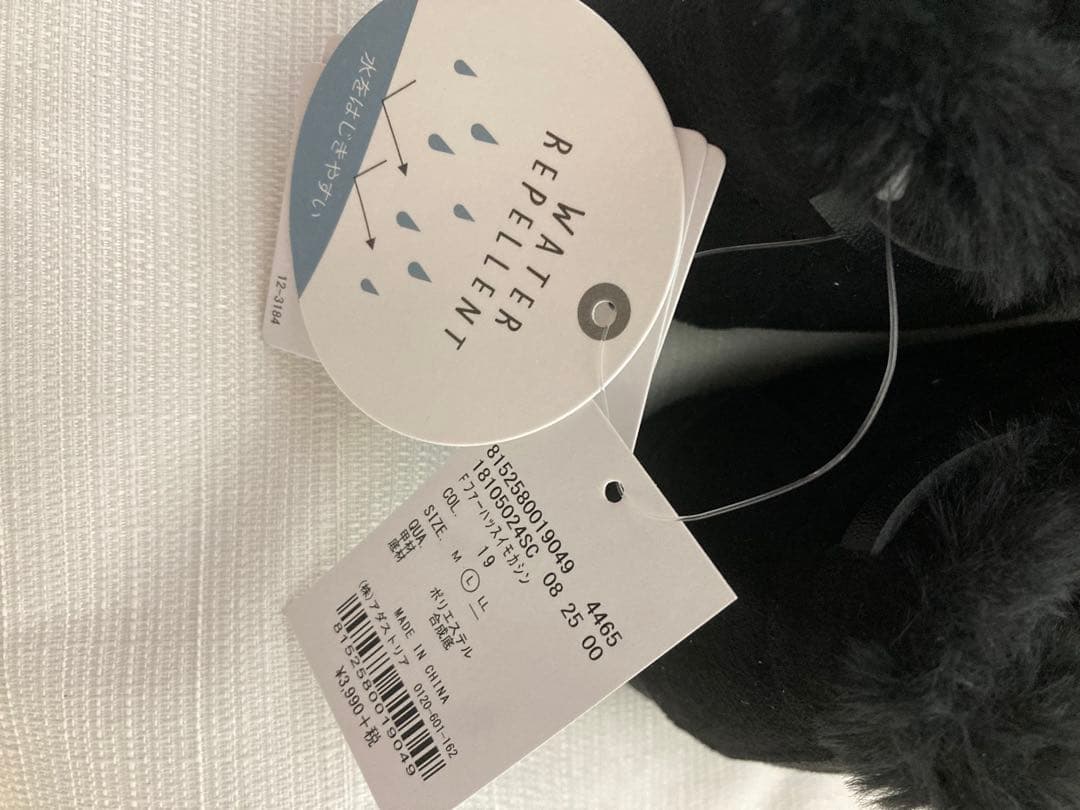 WATER
REPELLENT
水をはじきやすい
12-3184
8152580019049 4465
18105024SC 08 25 00
Fファーハッスイモカシン
COL. 19
SIZE. M L LL
QUA.
甲材 ポリエステル
底材 合成底
MADE IN CHINA
(株)アダストリア 0120-601-162
8152580019049
¥3,990+税